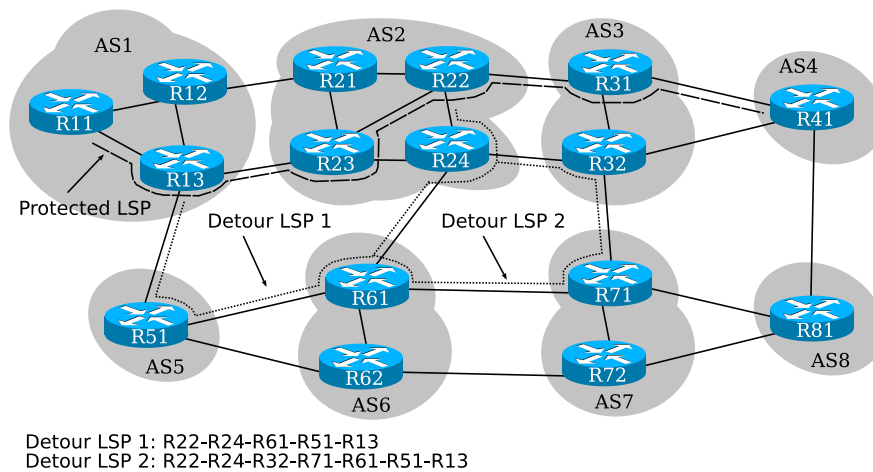 AS1
AS2
AS3
AS4
R11
R12
R13
R21
R22
R23
R24
R31
R32
R41
Protected LSP
Detour LSP 1
Detour LSP 2
R51
R61
R62
R71
R72
R81
AS5
AS6
AS7
AS8
Detour LSP 1: R22-R24-R61-R51-R13
Detour LSP 2: R22-R24-R32-R71-R61-R51-R13